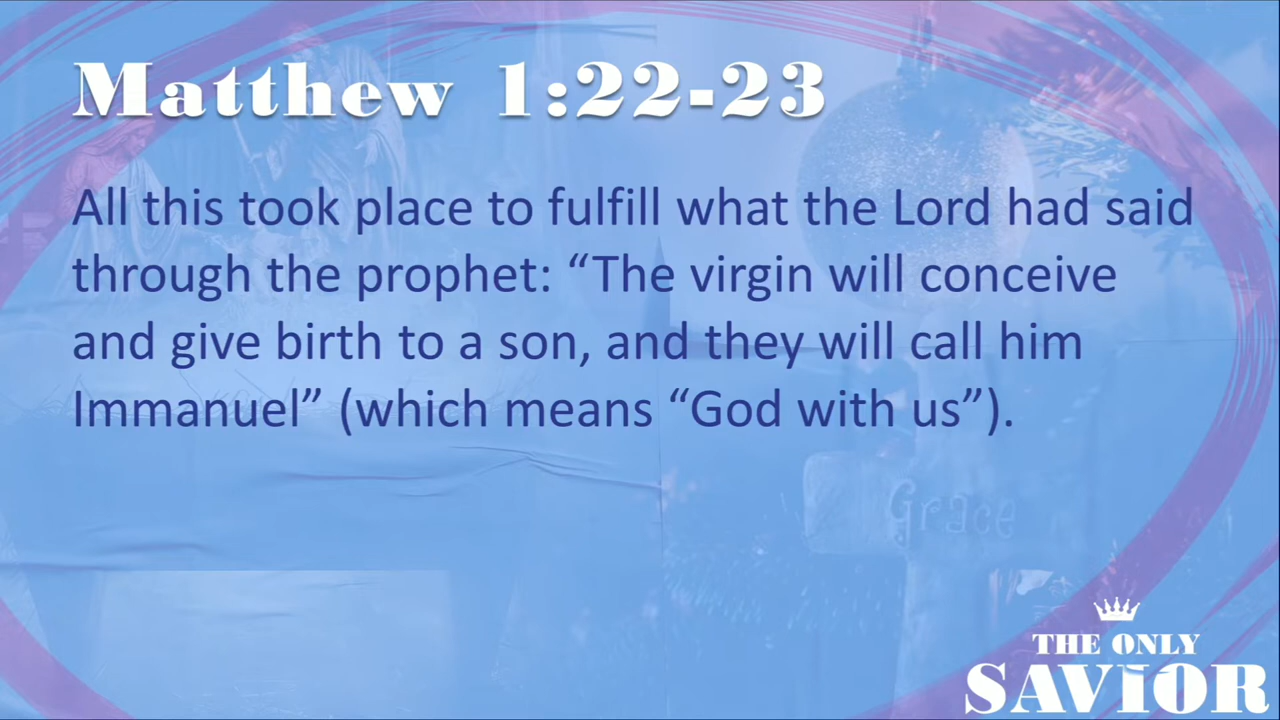 Matthew 1:22-23
All this took place to fulfill what the Lord had said
through the prophet: “The virgin will conceive
and give birth to a son, and they will call him
Immanuel” (which means “God with us”).
Grace
THE ONLY
SAVIOR